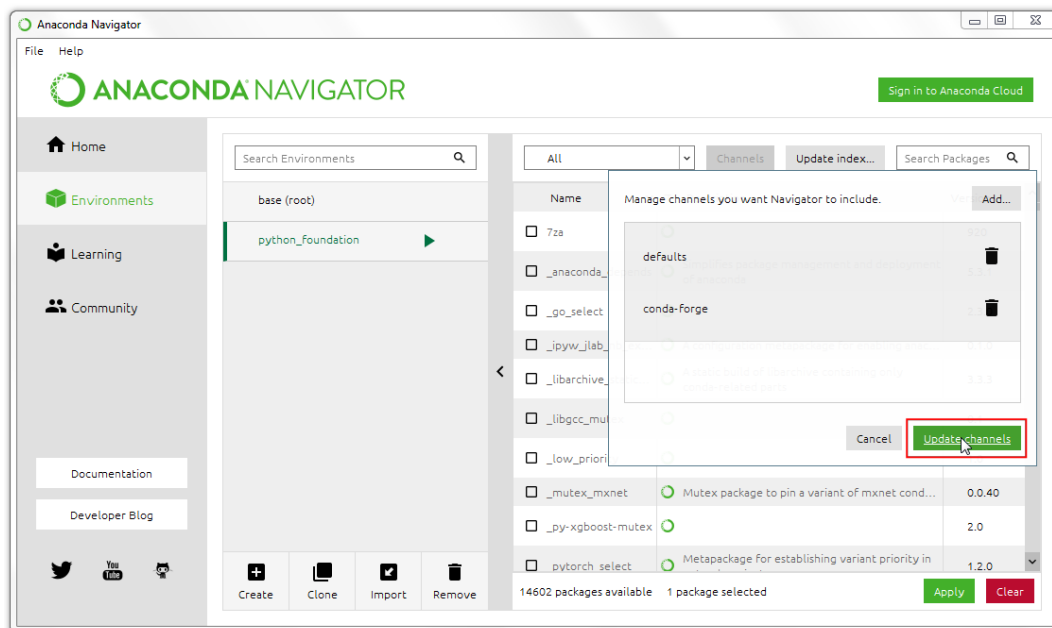 Anaconda Navigator
File Help
ANACONDA NAVIGATOR
Sign in to Anaconda Cloud
Home
Environments
Learning
Community
Documentation
Developer Blog
You
Tube
Search Environments
base (root)
python_foundation
Create
Clone
Import
Remove
All
Channels
Update index...
Search Packages
Name
7za
_anaconda_
_go_select
_ipyw_jlab_
_libarchive_
_libgcc_mutex
_low_priori
_mutex_mxnet Mutex package to pin a variant of mxnet cond... 0.0.40
_py-xgboost-mutex 2.0
_pytorch_select Metapackage for establishing variant priority in 1.2.0
Manage channels you want Navigator to include.
Add...
defaults
conda-forge
Cancel
Update channels
14602 packages available 1 package selected
Apply
Clear